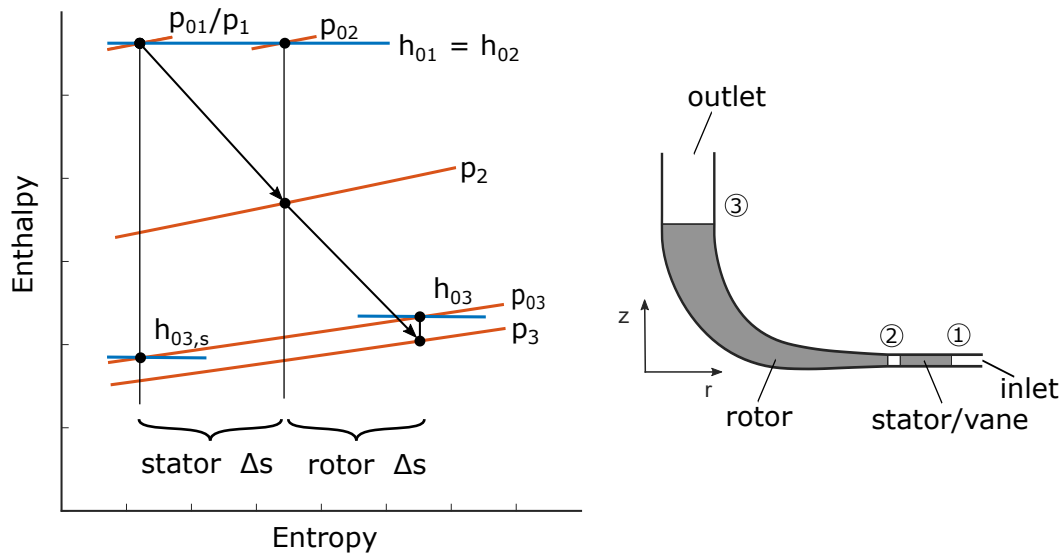 p01/p1
p02
h01 = h02
p2
h03
p03
p3
h03,s
stator Δs
rotor Δs
Enthalpy
Entropy
outlet
③
z
r
②
①
inlet
rotor
stator/vane